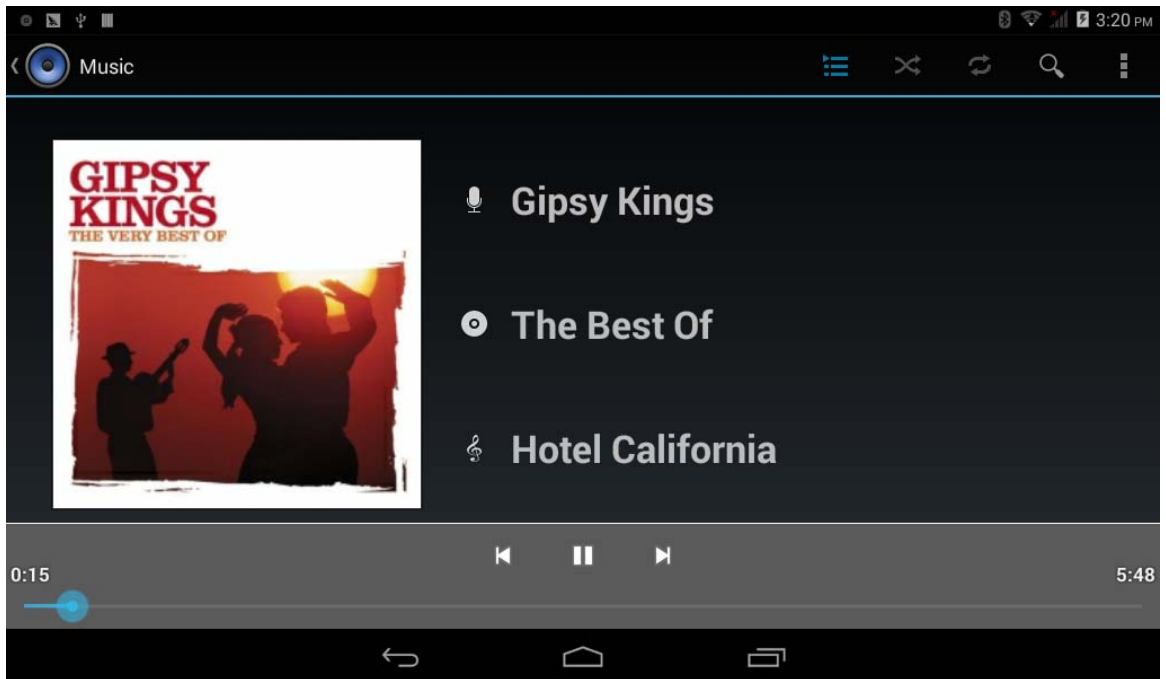 3:20 PM
Music
GIPSY
KINGS
THE VERY BEST OF
Gipsy Kings
The Best Of
Hotel California
0:15
5:48